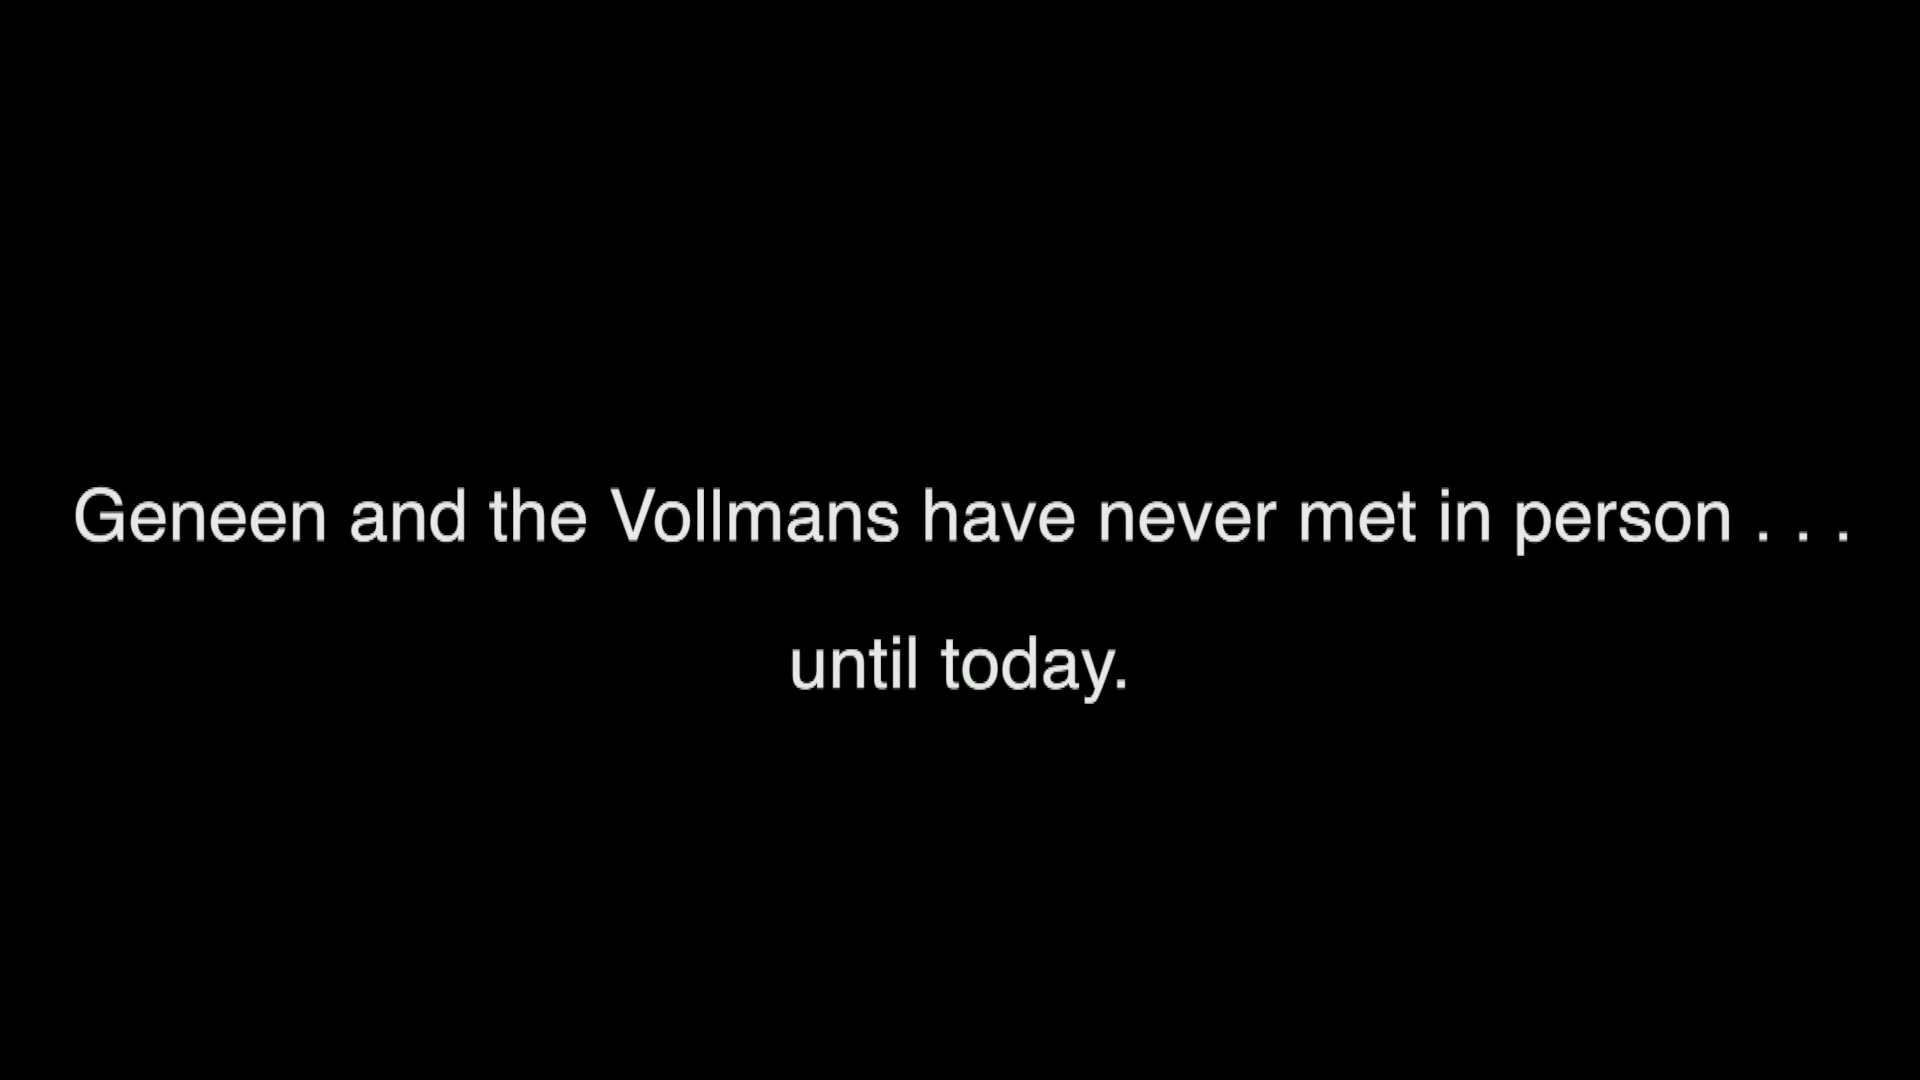 Geneen and the Vollmans have never met in person . . .
until today.